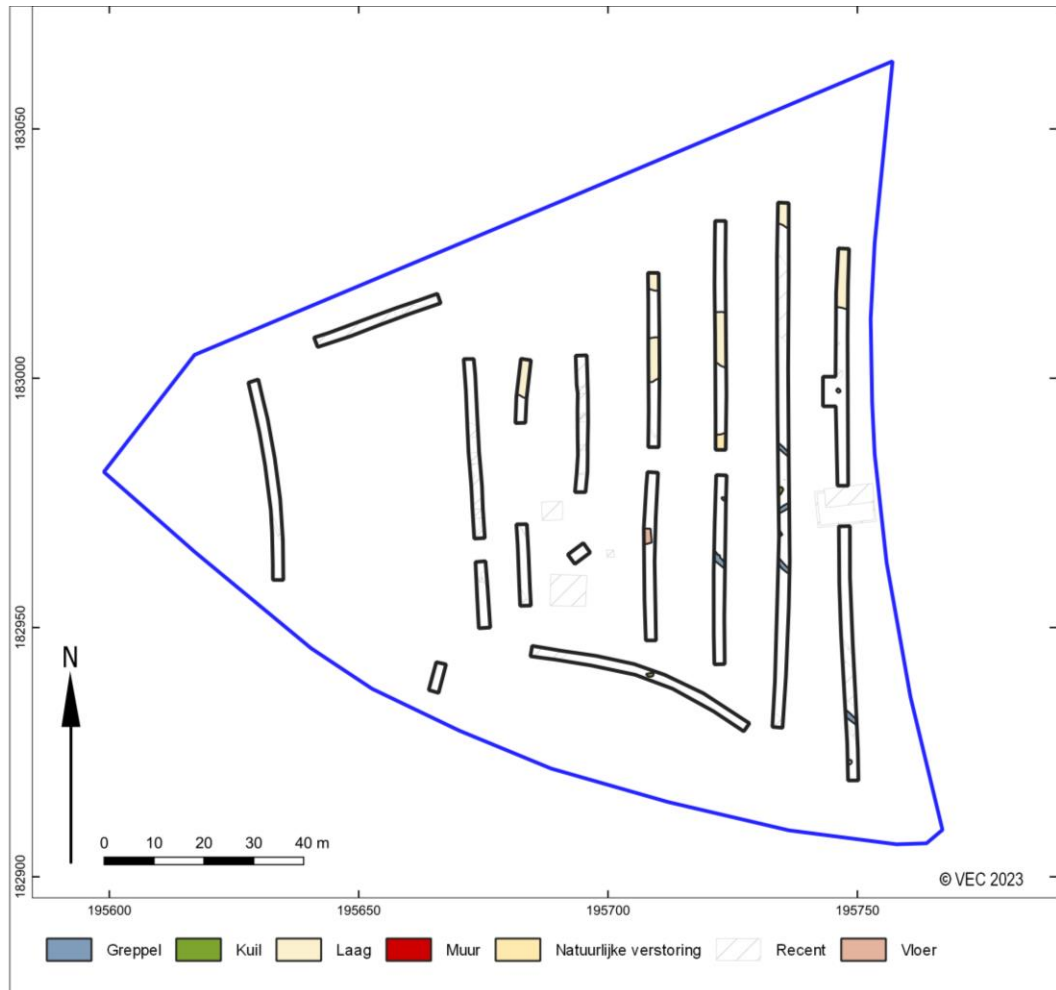 183050
183000
182950
182900
N
0 10 20 30 40 m
© VEC 2023
195600 195650 195700 195750
Greppel Kuil Laag Muur Natuurlijke verstoring Recent Vloer